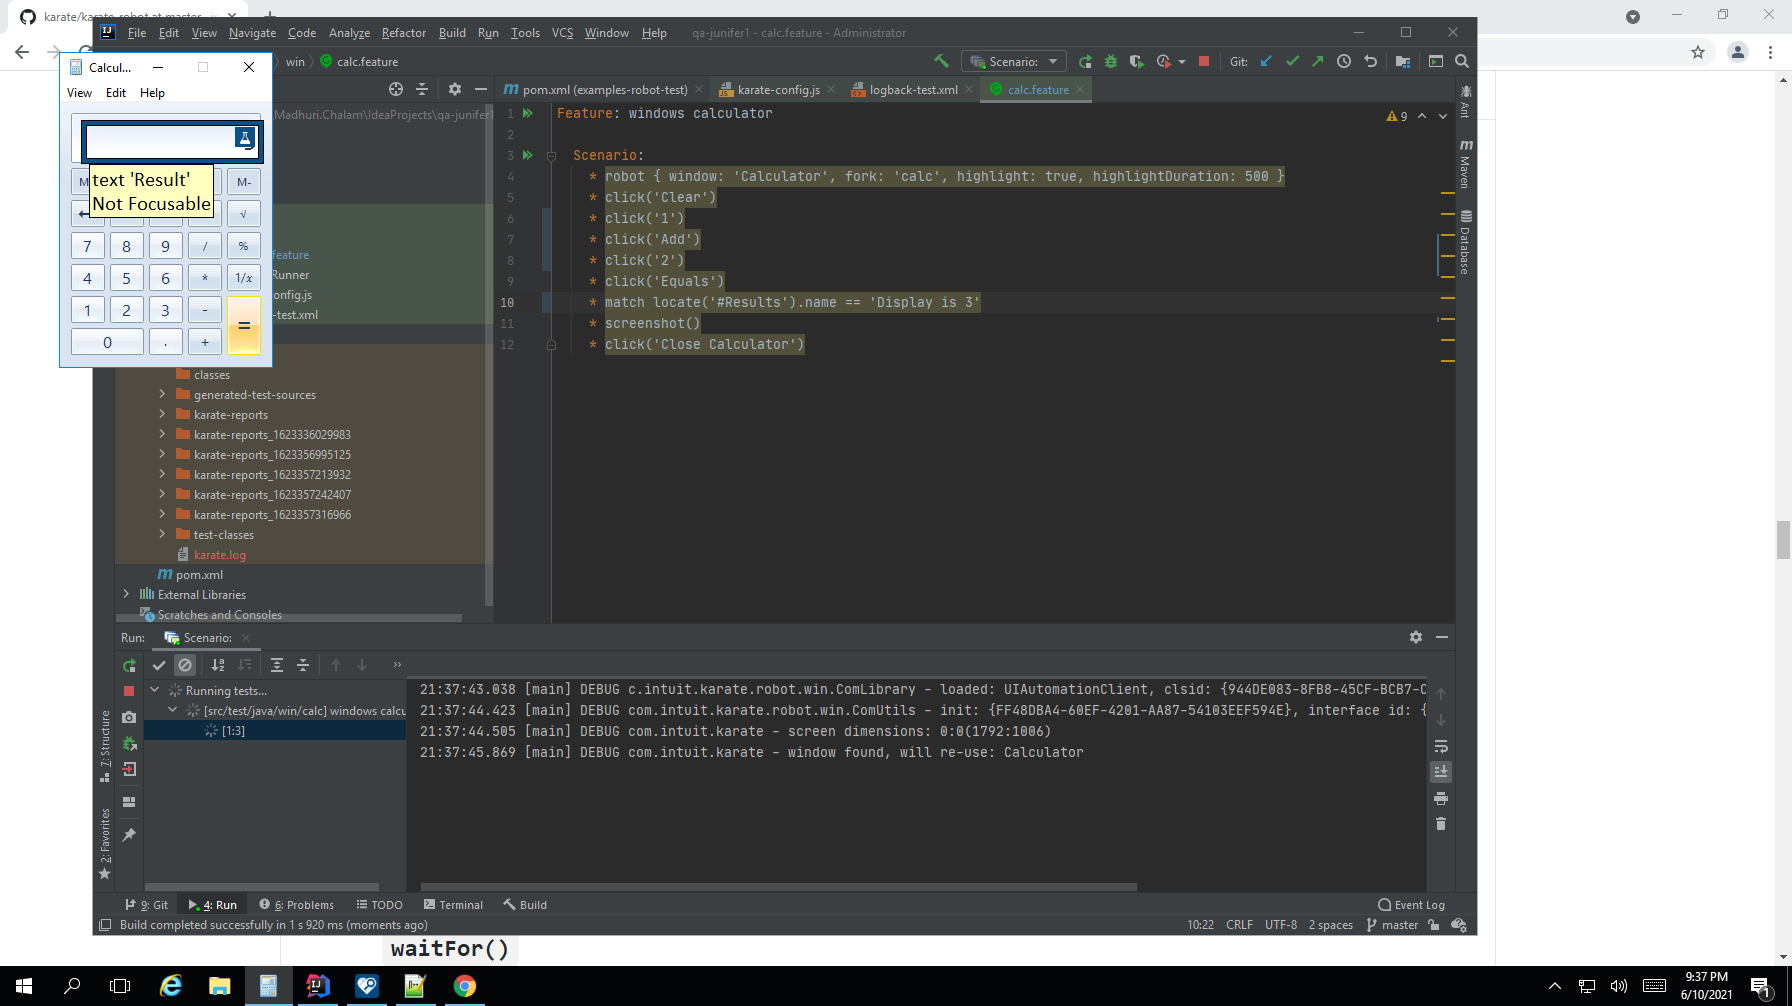 karate/karate-robot at master
File Edit View Navigate Code Analyze Refactor Build Run Tools VCS Window Help qa-junifer1 - calc.feature - Administrator
win calc.feature
Scenario:
Git:
Calcul...
View Edit Help
text 'Result'
Not Focusable
M-
√
7 8 9 / %
4 5 6 * 1/x
1 2 3 - =
0 . +
Madhuri.Chalam\IdeaProjects\qa-junifer1
feature
Runner
onfig.js
-test.xml
classes
generated-test-sources
karate-reports
karate-reports_1623336029983
karate-reports_1623356995125
karate-reports_1623357213932
karate-reports_1623357242407
karate-reports_1623357316966
test-classes
karate.log
pom.xml
External Libraries
Scratches and Consoles
pom.xml (examples-robot-test) karate-config.js logback-test.xml calc.feature
9
1 Feature: windows calculator
2
3 Scenario:
4 * robot { window: 'Calculator', fork: 'calc', highlight: true, highlightDuration: 500 }
5 * click('Clear')
6 * click('1')
7 * click('Add')
8 * click('2')
9 * click('Equals')
10 * match locate('#Results').name == 'Display is 3'
11 * screenshot()
12 * click('Close Calculator')
Ant
Maven
Database
Run: Scenario:
Running tests...
[src/test/java/win/calc] windows calcu
[1:3]
21:37:43.038 [main] DEBUG c.intuit.karate.robot.win.ComLibrary - loaded: UIAutomationClient, clsid: {944DE083-8FB8-45CF-BCB7-C
21:37:44.423 [main] DEBUG com.intuit.karate.robot.win.ComUtils - init: {FF48DBA4-60EF-4201-AA87-54103EEF594E}, interface id: {
21:37:44.505 [main] DEBUG com.intuit.karate - screen dimensions: 0:0(1792:1006)
21:37:45.869 [main] DEBUG com.intuit.karate - window found, will re-use: Calculator
7: Structure
2: Favorites
9: Git 4: Run 6: Problems TODO Terminal Build Event Log
Build completed successfully in 1 s 920 ms (moments ago) 10:22 CRLF UTF-8 2 spaces master
waitFor()
9:37 PM
6/10/2021
1